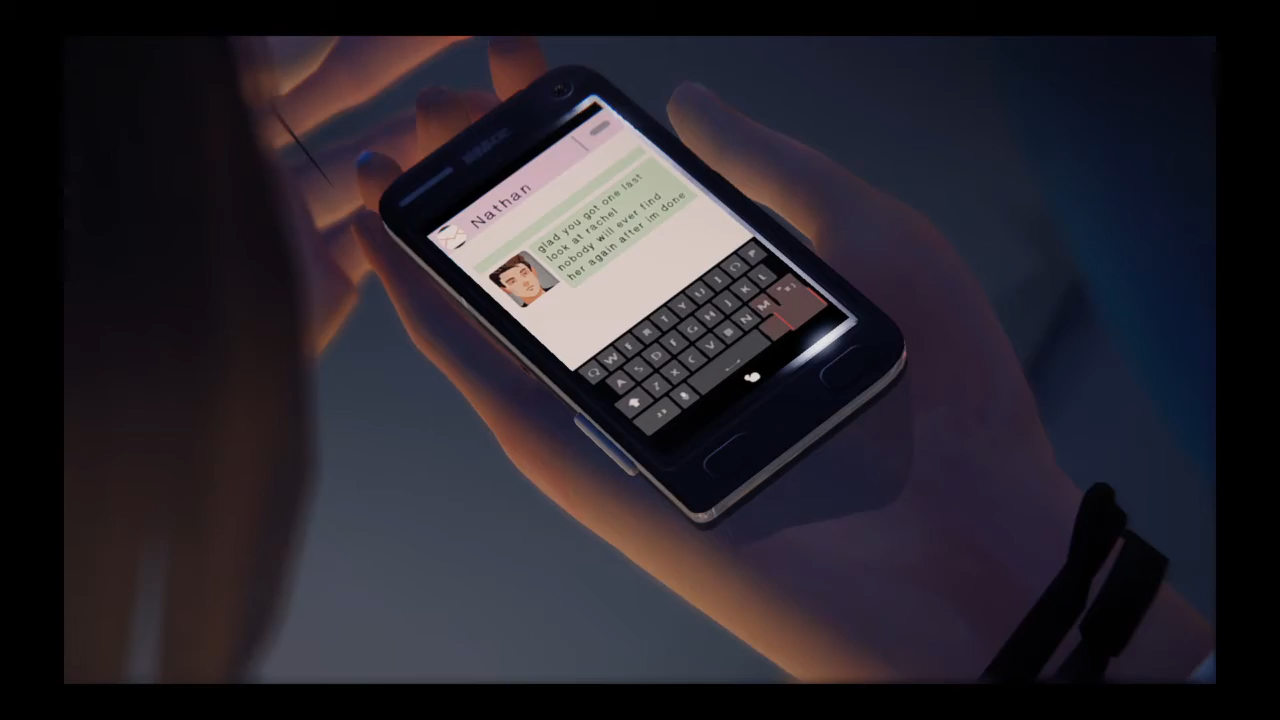 Nathan
glad you got one last
look at rachel
nobody will ever find
her again after im done
Q W E R T Y U I O P
A S D F G H J K L
Z X C V B N M